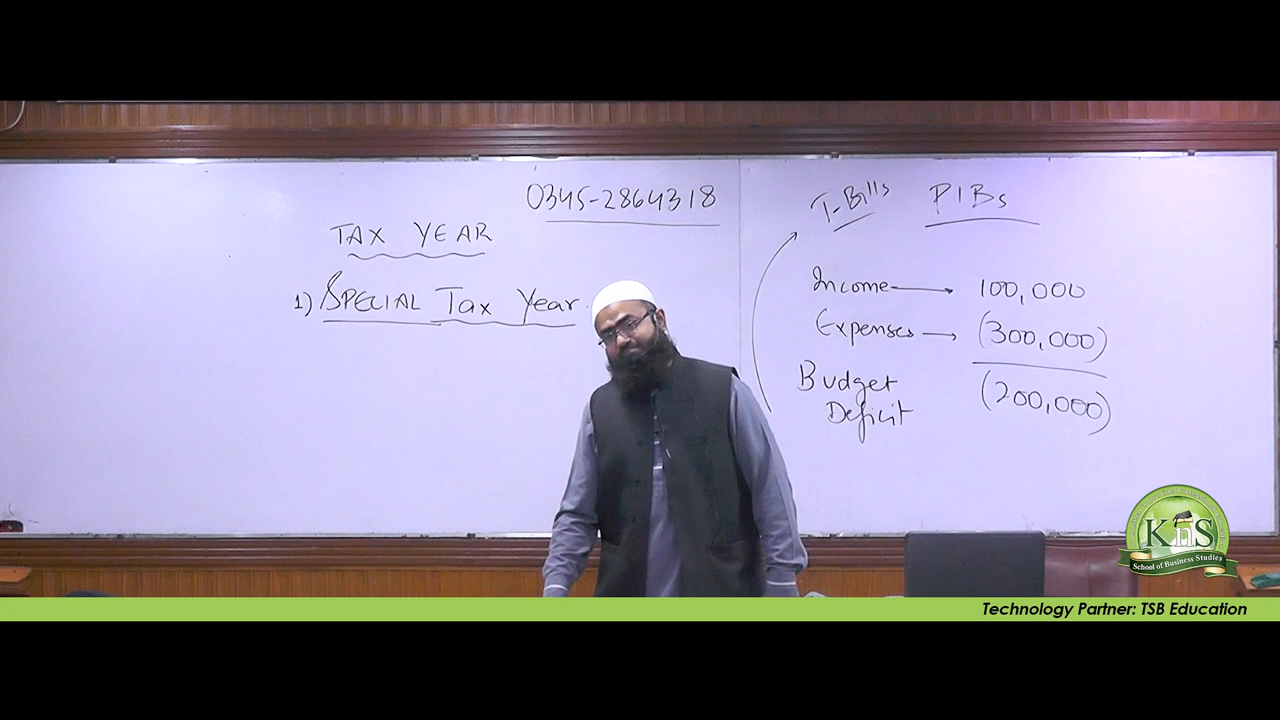 0345-2864318
TAX YEAR
1) SPECIAL Tax Year
T-Bills PIBs
Income → 100,000
Expenses → (300,000)
Budget Deficit (200,000)
KnS
School of Business Studies
Technology Partner: TSB Education